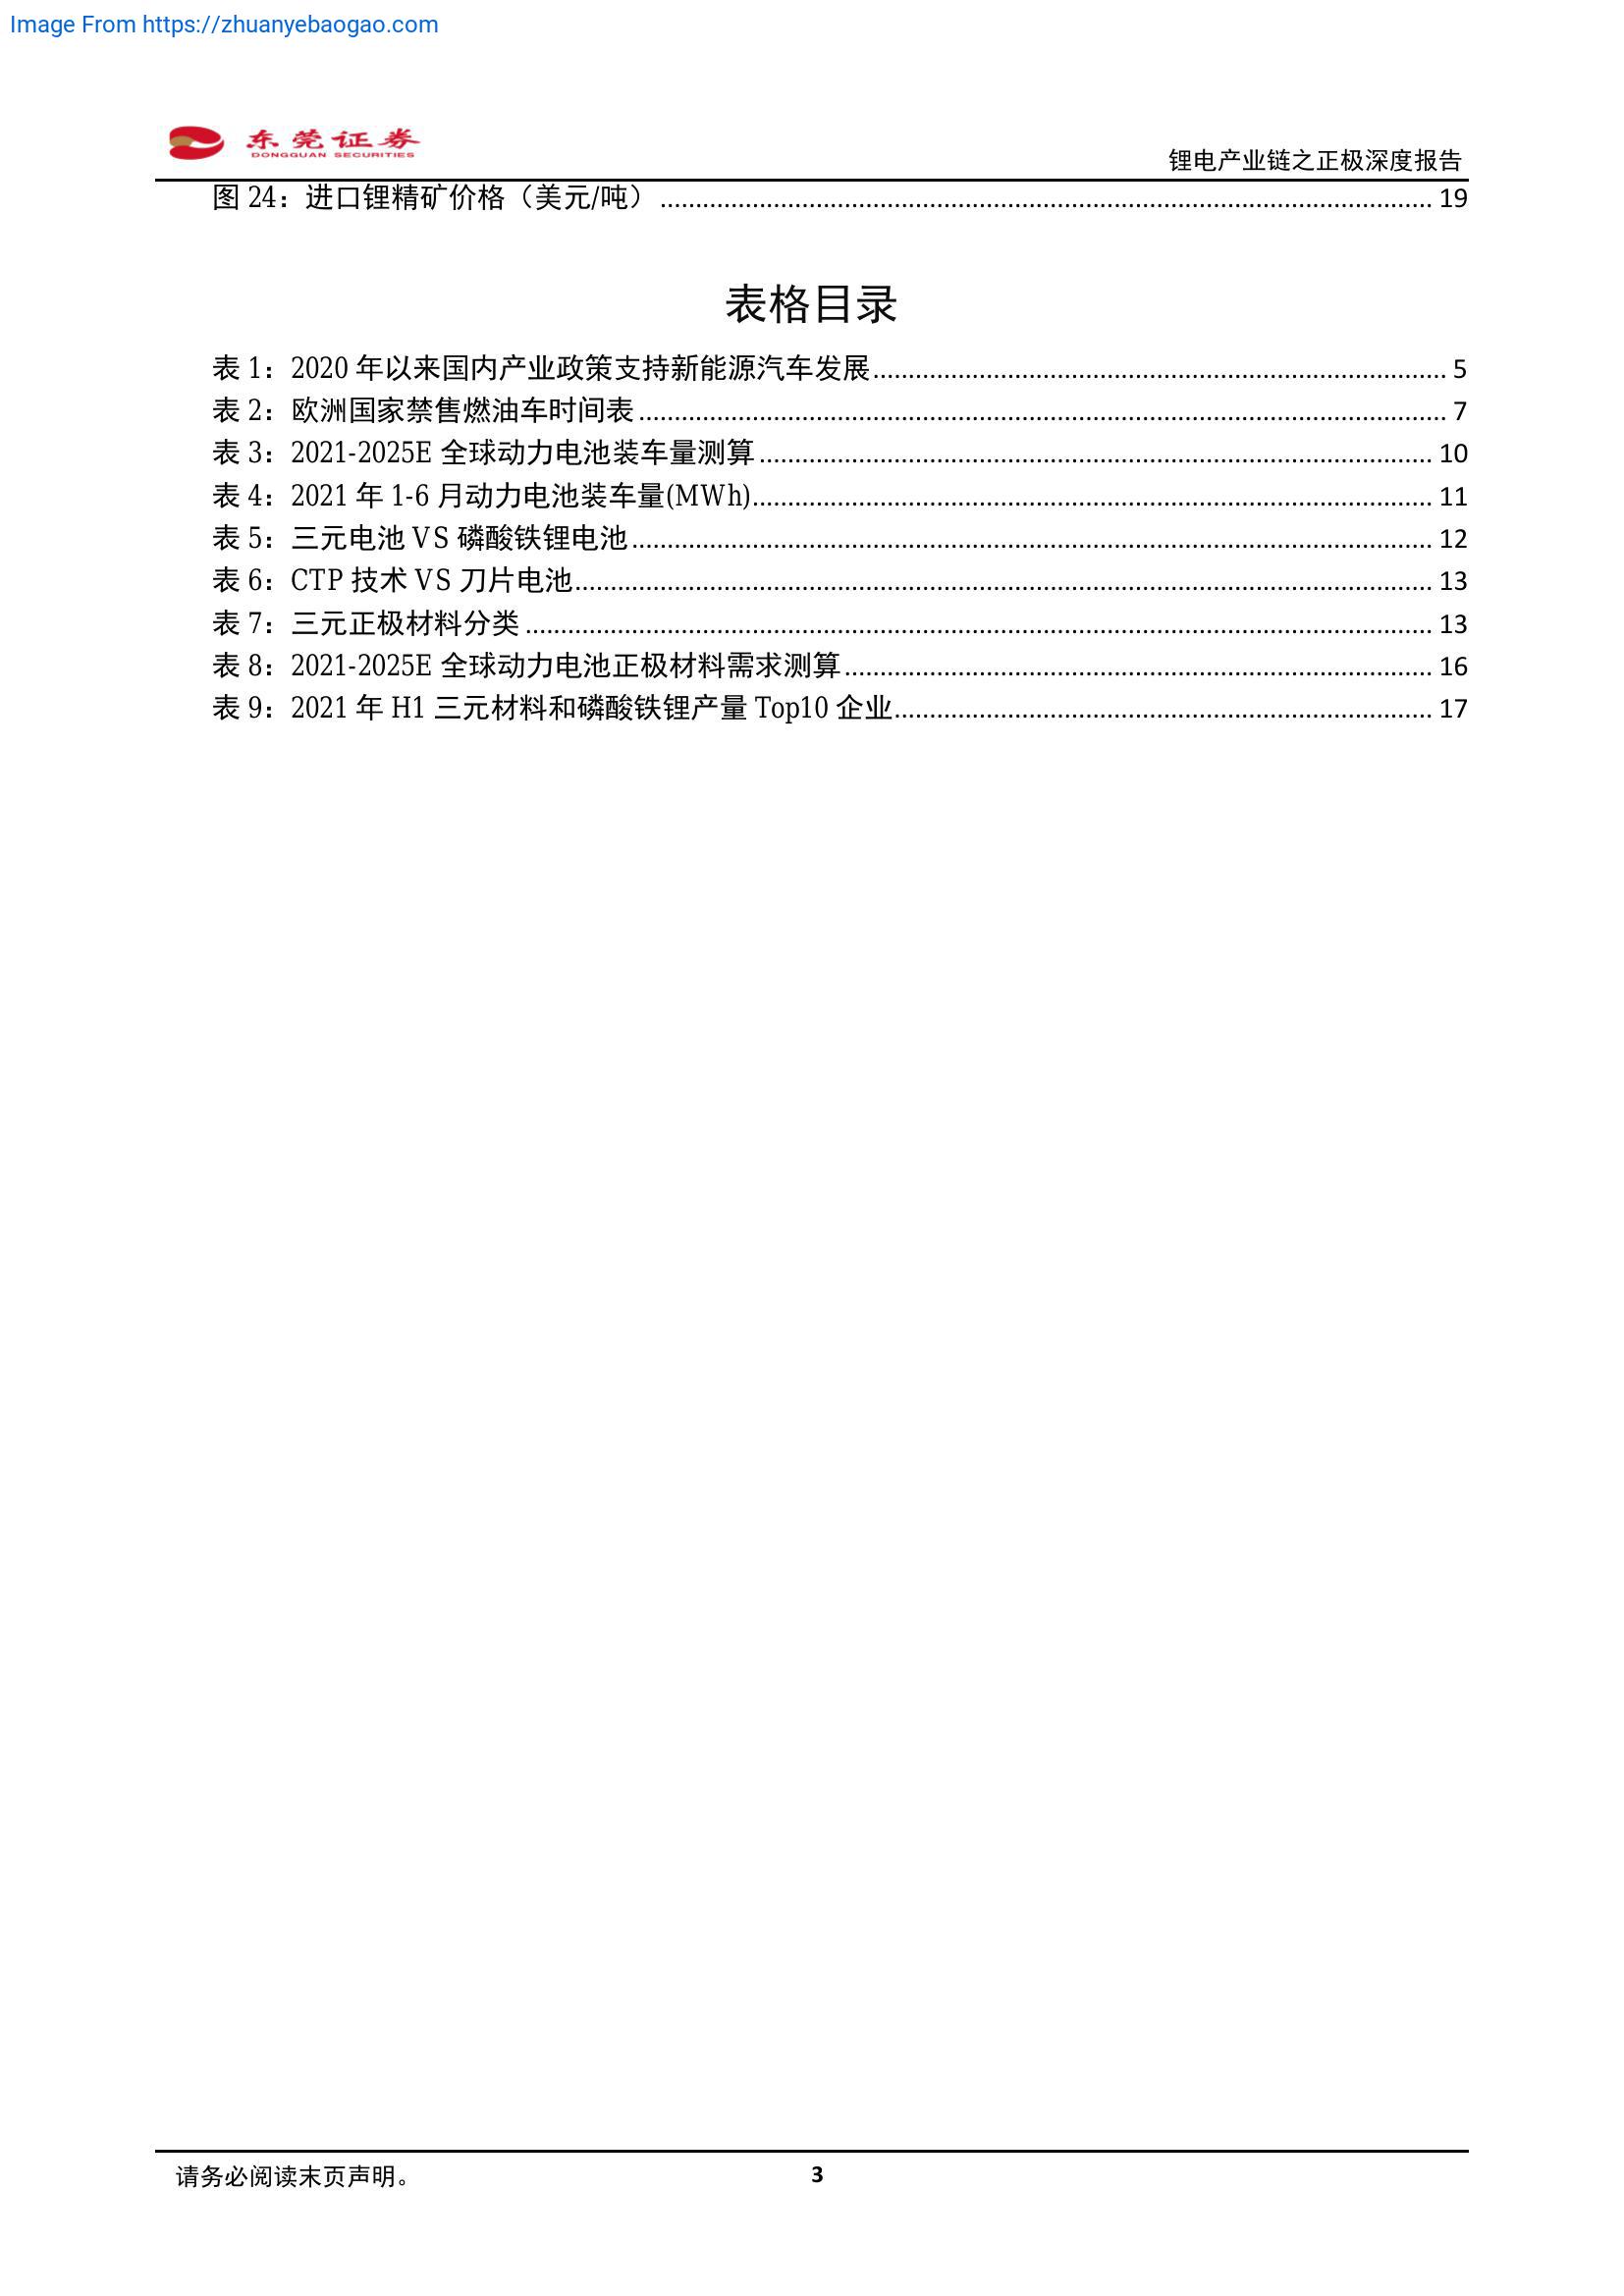 Image From https://zhuanyebaogao.com
东莞证券
DONGGUAN SECURITIES
锂电产业链之正极深度报告
图 24：进口锂精矿价格（美元/吨） 19
表格目录
表 1：2020 年以来国内产业政策支持新能源汽车发展 5
表 2：欧洲国家禁售燃油车时间表 7
表 3：2021-2025E 全球动力电池装车量测算 10
表 4：2021 年 1-6 月动力电池装车量(MWh) 11
表 5：三元电池 VS 磷酸铁锂电池 12
表 6：CTP 技术 VS 刀片电池 13
表 7：三元正极材料分类 13
表 8：2021-2025E 全球动力电池正极材料需求测算 16
表 9：2021 年 H1 三元材料和磷酸铁锂产量 Top10 企业 17
请务必阅读末页声明。
3